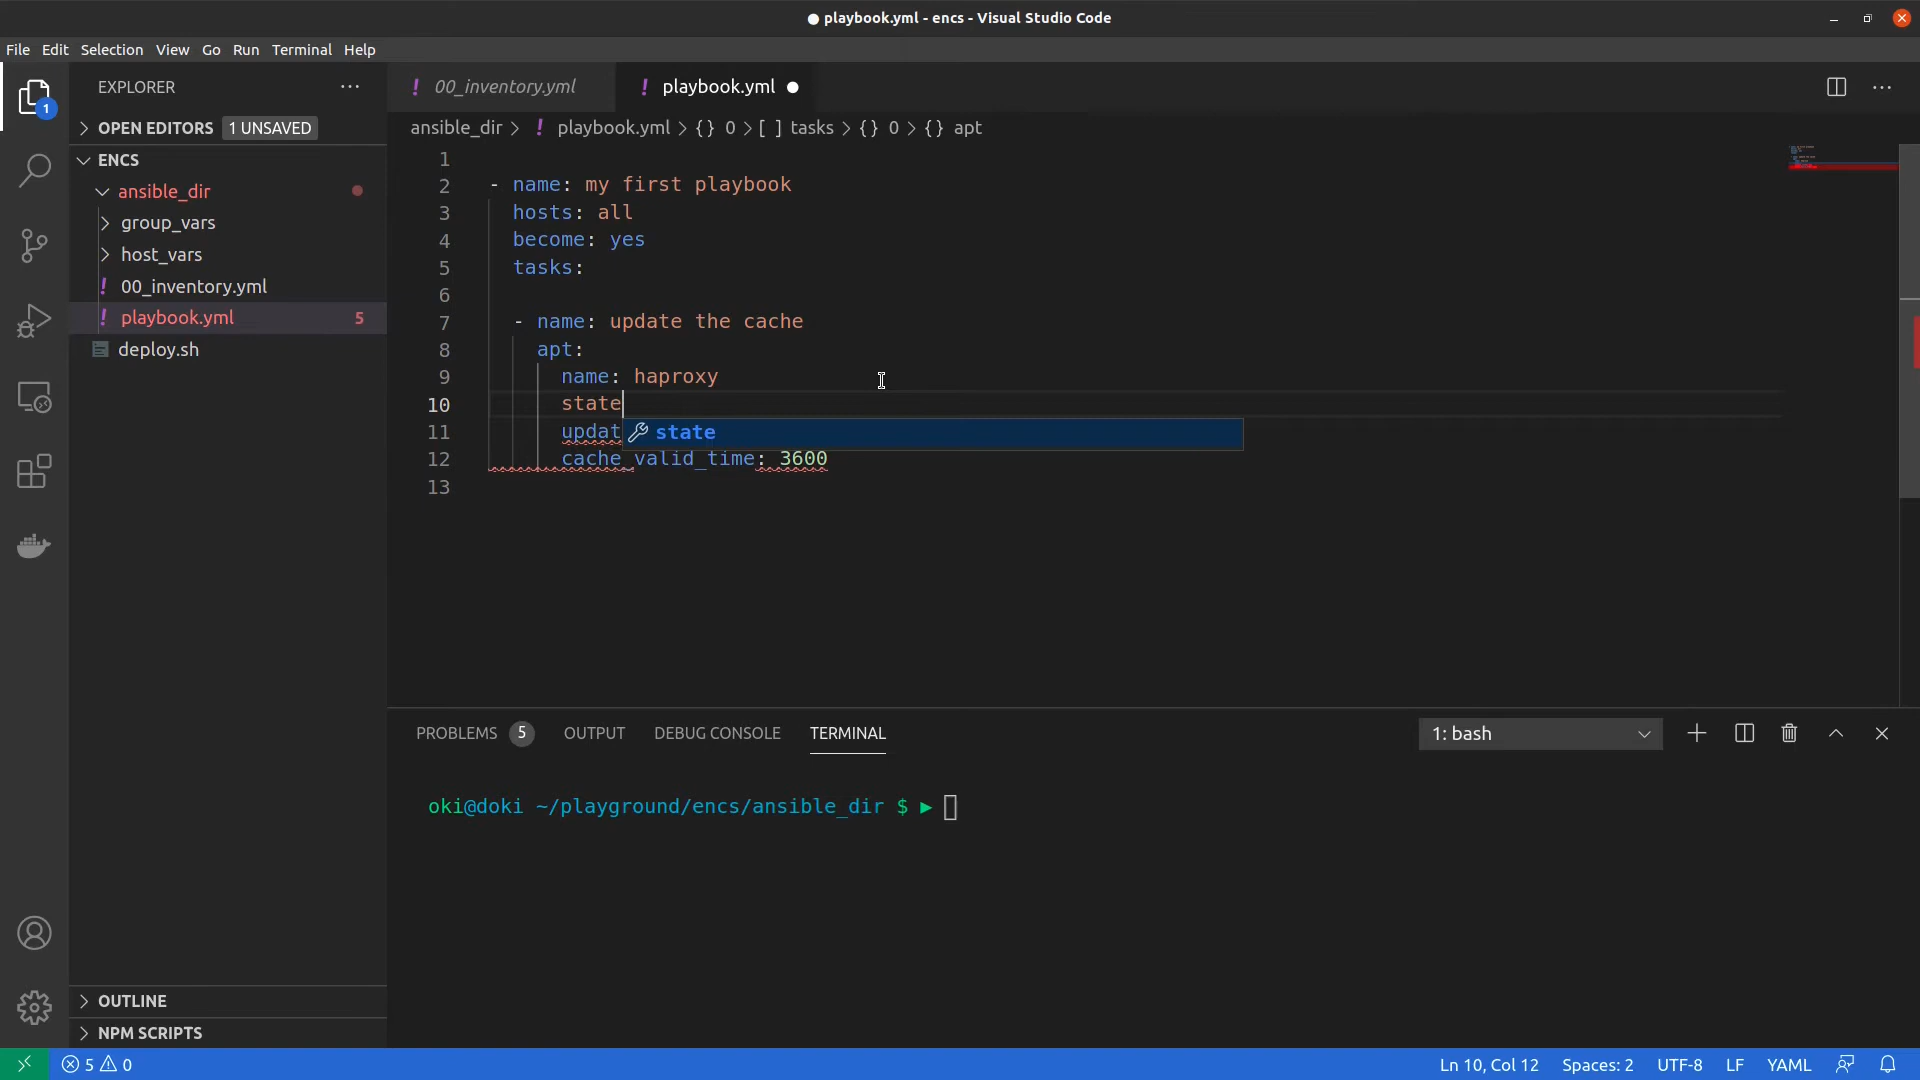 playbook.yml - encs - Visual Studio Code
File Edit Selection View Go Run Terminal Help
EXPLORER
OPEN EDITORS 1 UNSAVED
ENCS
ansible_dir
group_vars
host_vars
00_inventory.yml
playbook.yml 5
deploy.sh
OUTLINE
NPM SCRIPTS
1
00_inventory.yml playbook.yml
ansible_dir > playbook.yml > {} 0 > [ ] tasks > {} 0 > {} apt
1
2 - name: my first playbook
3 hosts: all
4 become: yes
5 tasks:
6
7 - name: update the cache
8 apt:
9 name: haproxy
10 state
11 updat
state
12 cache_valid_time: 3600
13
PROBLEMS 5 OUTPUT DEBUG CONSOLE TERMINAL 1: bash
oki@doki ~/playground/encs/ansible_dir $ ▶
5 0 Ln 10, Col 12 Spaces: 2 UTF-8 LF YAML